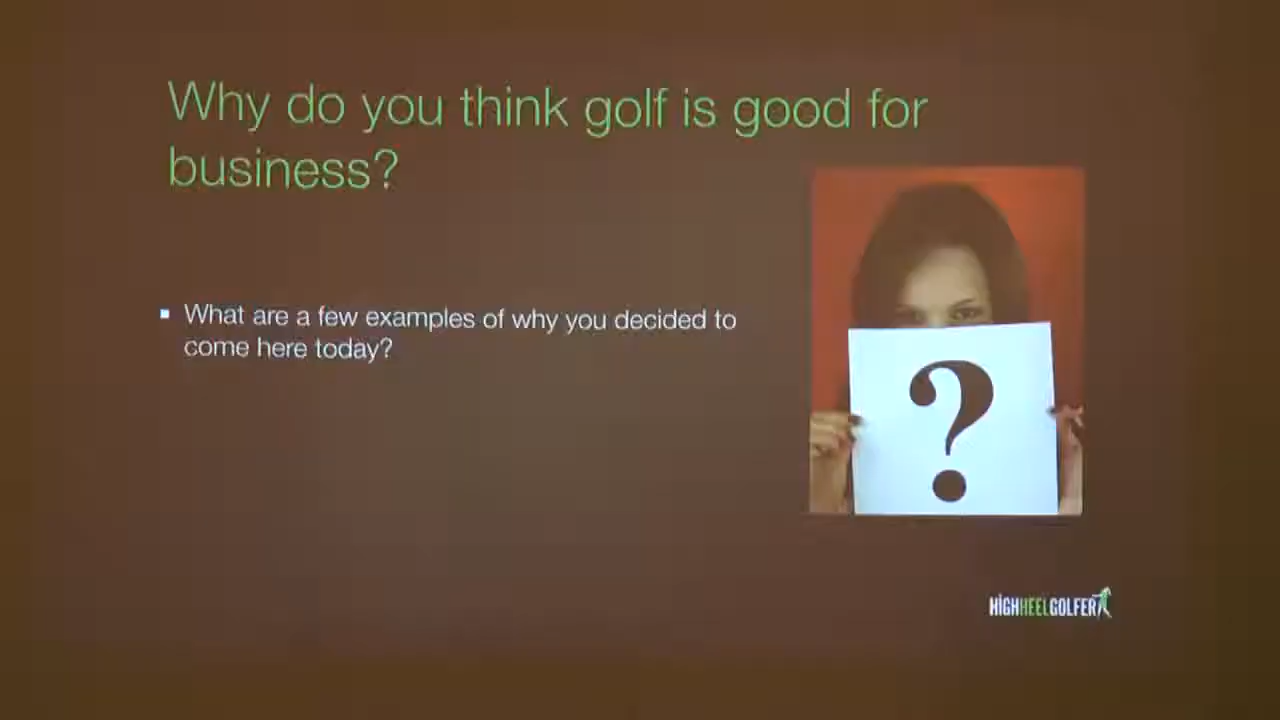 Why do you think golf is good for
business?
▪ What are a few examples of why you decided to
come here today?
?
HIGHHEELGOLFER